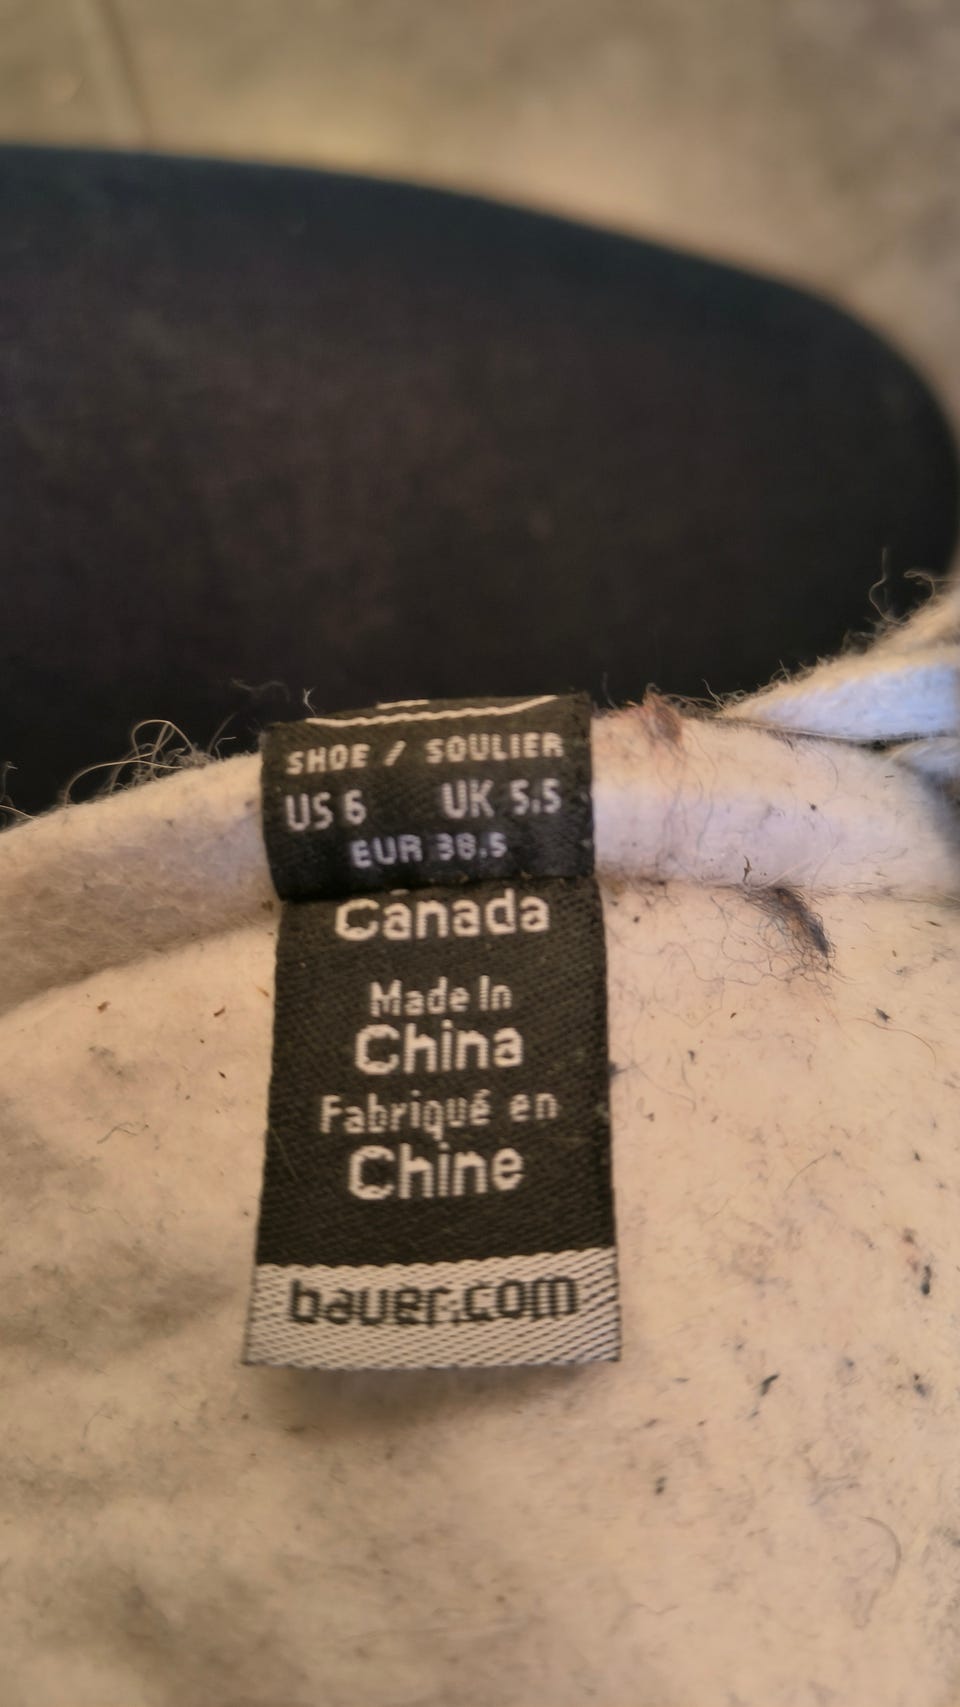 SHOE / SOULIER
US 6 UK 5.5
EUR 38.5
Canada
Made In
China
Fabriqué en
Chine
bauer.com